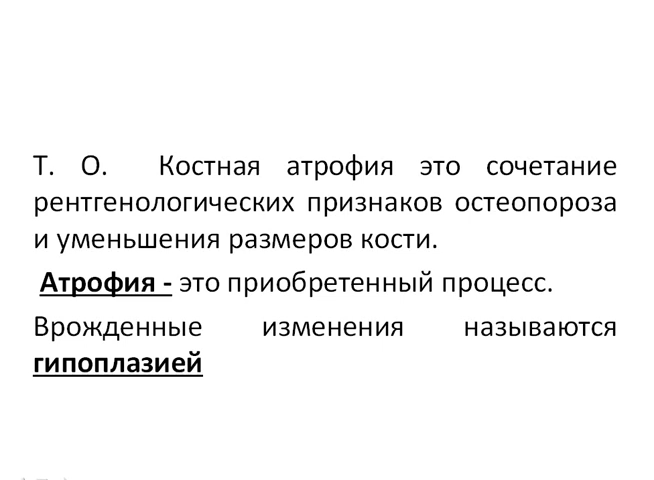 Т. О. Костная атрофия это сочетание
рентгенологических признаков остеопороза
и уменьшения размеров кости.
Атрофия - это приобретенный процесс.
Врожденные изменения называются
гипоплазией